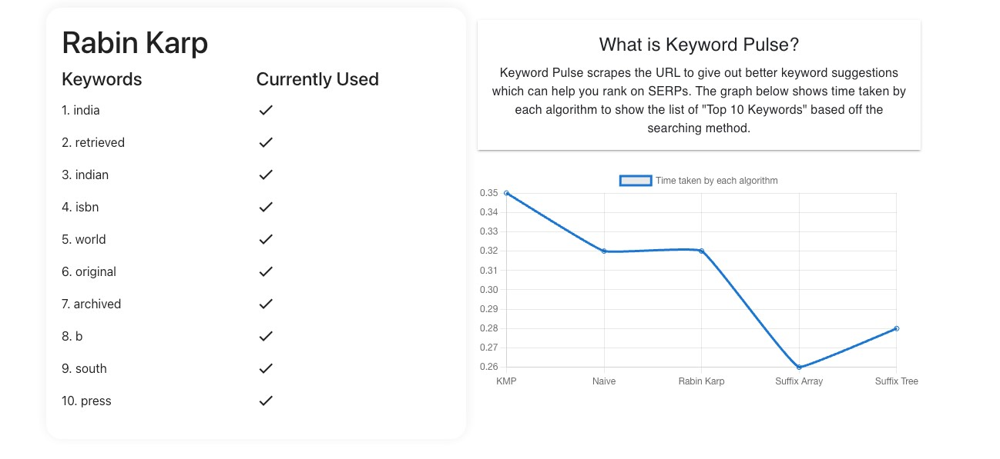 Rabin Karp
Keywords
Currently Used
1. india
2. retrieved
3. indian
4. isbn
5. world
6. original
7. archived
8. b
9. south
10. press
What is Keyword Pulse?
Keyword Pulse scrapes the URL to give out better keyword suggestions
which can help you rank on SERPs. The graph below shows time taken by
each algorithm to show the list of "Top 10 Keywords" based off the
searching method.
Time taken by each algorithm
0.35
0.34
0.33
0.32
0.31
0.30
0.29
0.28
0.27
0.26
KMP
Naive
Rabin Karp
Suffix Array
Suffix Tree